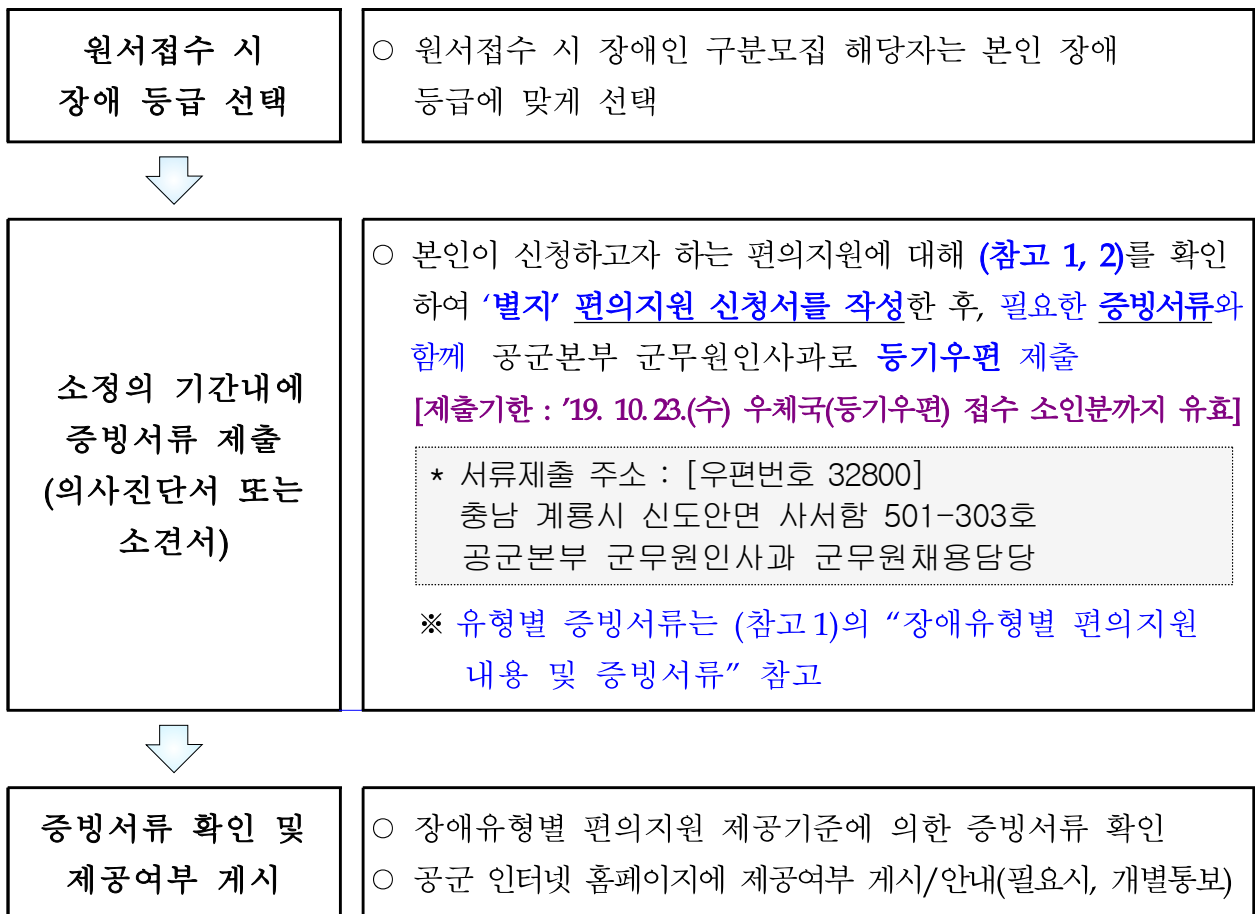 원서접수 시
장애 등급 선택
○ 원서접수 시 장애인 구분모집 해당자는 본인 장애
등급에 맞게 선택
소정의 기간내에
증빙서류 제출
(의사진단서 또는
소견서)
○ 본인이 신청하고자 하는 편의지원에 대해 (참고 1, 2)를 확인
하여 ‘별지’ 편의지원 신청서를 작성한 후, 필요한 증빙서류와
함께 공군본부 군무원인사과로 등기우편 제출
[제출기한 : ’19. 10. 23.(수) 우체국(등기우편) 접수 소인분까지 유효]
* 서류제출 주소 : [우편번호 32800]
충남 계룡시 신도안면 사서함 501-303호
공군본부 군무원인사과 군무원채용담당
※ 유형별 증빙서류는 (참고 1)의 “장애유형별 편의지원
내용 및 증빙서류” 참고
증빙서류 확인 및
제공여부 게시
○ 장애유형별 편의지원 제공기준에 의한 증빙서류 확인
○ 공군 인터넷 홈페이지에 제공여부 게시/안내(필요시, 개별통보)